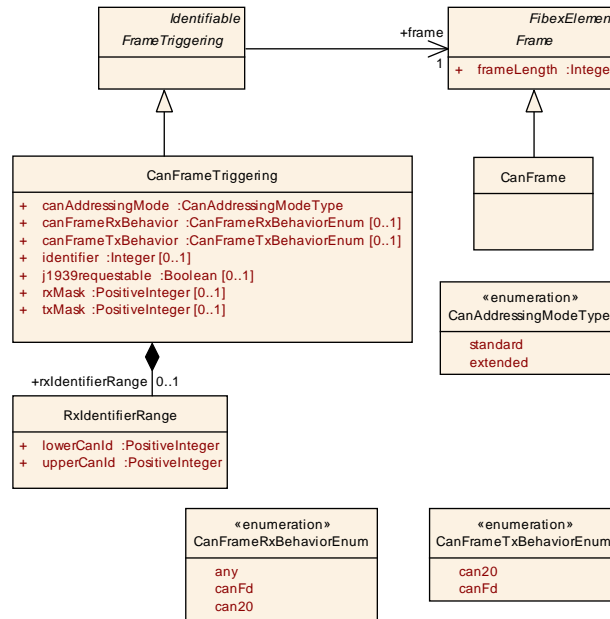 Identifiable
FrameTriggering
+frame
1
FibexElemen
Frame
+ frameLength :Integer
CanFrameTriggering
+ canAddressingMode :CanAddressingModeType
+ canFrameRxBehavior :CanFrameRxBehaviorEnum [0..1]
+ canFrameTxBehavior :CanFrameTxBehaviorEnum [0..1]
+ identifier :Integer [0..1]
+ j1939requestable :Boolean [0..1]
+ rxMask :PositiveInteger [0..1]
+ txMask :PositiveInteger [0..1]
CanFrame
«enumeration»
CanAddressingModeType
standard
extended
+rxIdentifierRange 0..1
RxIdentifierRange
+ lowerCanId :PositiveInteger
+ upperCanId :PositiveInteger
«enumeration»
CanFrameRxBehaviorEnum
any
canFd
can20
«enumeration»
CanFrameTxBehaviorEnum
can20
canFd